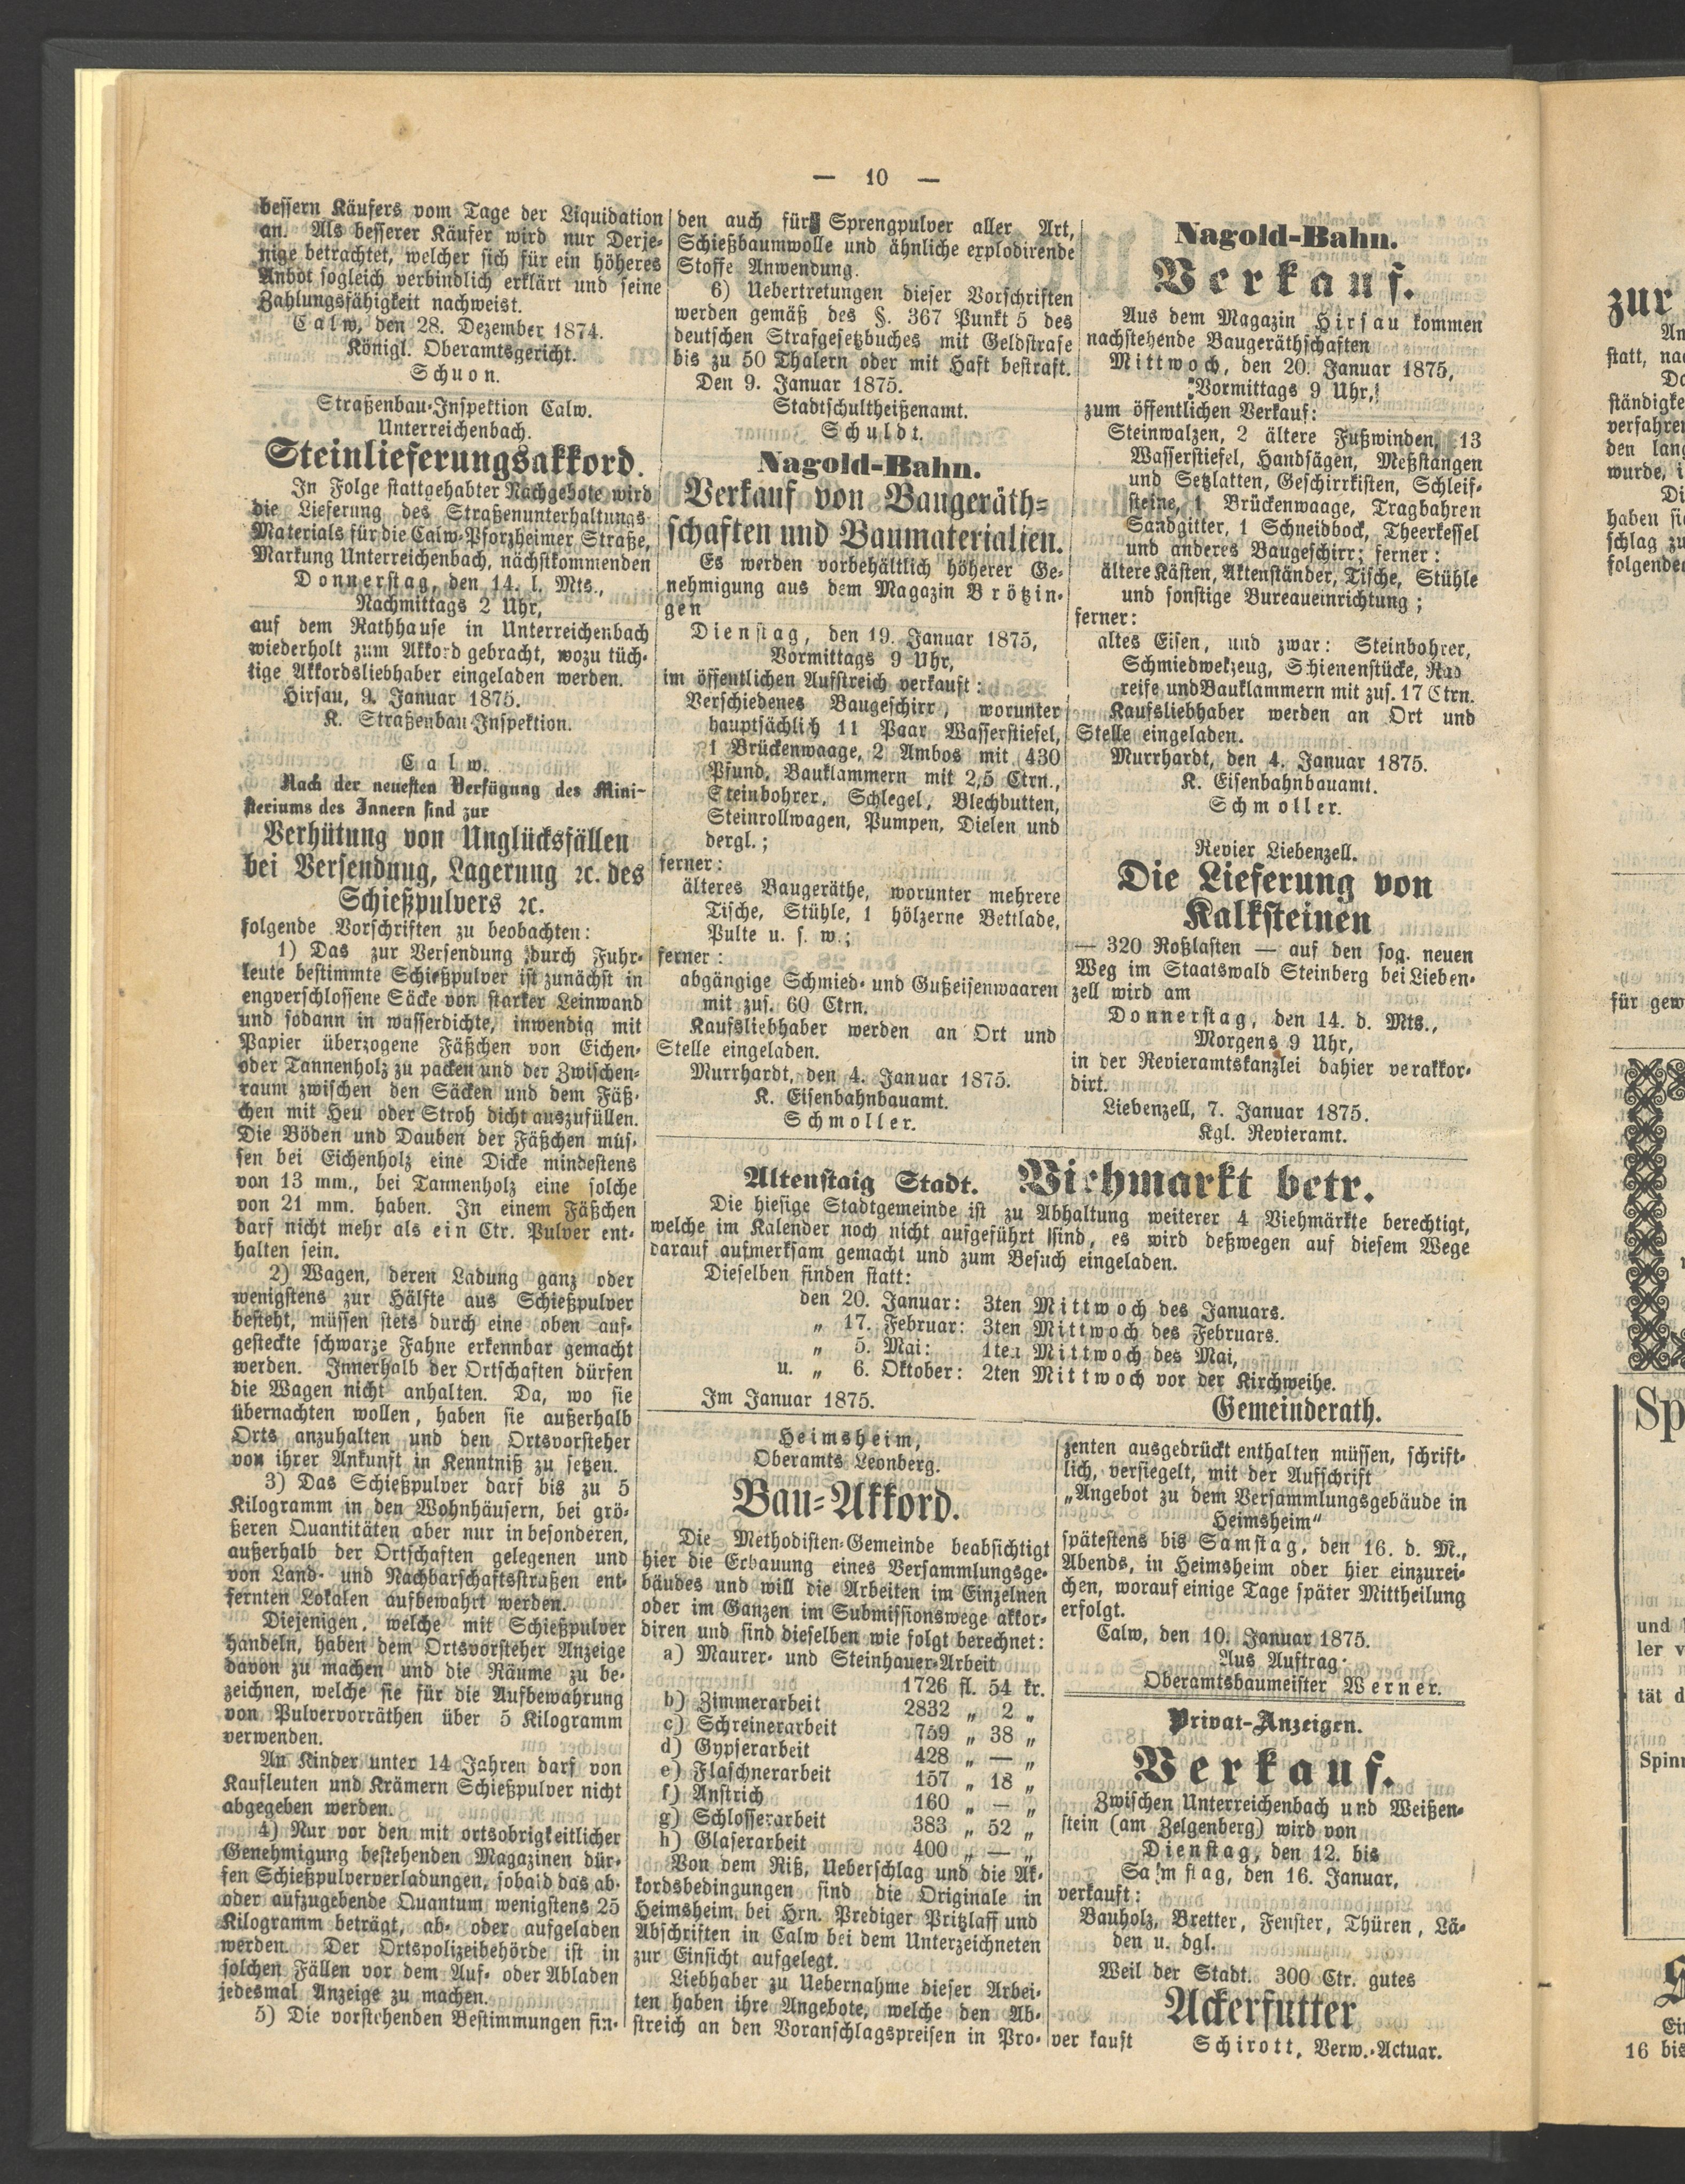 — 10 —
bessern Käufers vom Tage der Liquidation
an. Als besserer Käufer wird nur Derje-
nige betrachtet, welcher sich für ein höheres
Anbot sogleich verbindlich erklärt und seine
Zahlungsfähigkeit nachweist.
Calw, den 28. Dezember 1874.
Königl. Oberamtsgericht.
Schuon.
Straßenbau-Inspektion Calw.
Unterreichenbach.
Steinlieferungsakkord.
In Folge stattgehabter Nachgebote wird
die Lieferung des Straßenunterhaltungs-
Materials für die Calw-Pforzheimer Straße,
Markung Unterreichenbach, nächstkommenden
Donnerstag, den 14. l. Mts.,
Nachmittags 2 Uhr,
auf dem Rathhause in Unterreichenbach
wiederholt zum Akkord gebracht, wozu tüch-
tige Akkordsliebhaber eingeladen werden.
Hirsau, 9. Januar 1875.
K. Straßenbau-Inspektion.
Calw.
Nach der neuesten Verfügung des Mini-
steriums des Innern sind zur
Verhütung von Unglücksfällen
bei Versendung, Lagerung ꝛc. des
Schießpulvers ꝛc.
folgende Vorschriften zu beobachten:
1) Das zur Versendung durch Fuhr-
leute bestimmte Schießpulver ist zunächst in
engverschlossene Säcke von starker Leinwand
und sodann in wasserdichte, inwendig mit
Papier überzogene Fäßchen von Eichen-
oder Tannenholz zu packen und der Zwischen-
raum zwischen den Säcken und dem Fäß-
chen mit Heu oder Stroh dicht auszufüllen.
Die Böden und Dauben der Fäßchen müs-
sen bei Eichenholz eine Dicke mindestens
von 13 mm., bei Tannenholz eine solche
von 21 mm. haben. In einem Fäßchen
darf nicht mehr als ein Ctr. Pulver ent-
halten sein.
2) Wagen, deren Ladung ganz oder
wenigstens zur Hälfte aus Schießpulver
besteht, müssen stets durch eine oben auf-
gesteckte schwarze Fahne erkennbar gemacht
werden. Innerhalb der Ortschaften dürfen
die Wagen nicht anhalten. Da, wo sie
übernachten wollen, haben sie außerhalb
Orts anzuhalten und den Ortsvorsteher
von ihrer Ankunft in Kenntniß zu setzen.
3) Das Schießpulver darf bis zu 5
Kilogramm in den Wohnhäusern, bei grö-
ßeren Quantitäten aber nur in besonderen,
außerhalb der Ortschaften gelegenen und
von Land- und Nachbarschaftsstraßen ent-
fernten Lokalen aufbewahrt werden.
Diejenigen, welche mit Schießpulver
handeln, haben dem Ortsvorsteher Anzeige
davon zu machen und die Räume zu be-
zeichnen, welche sie für die Aufbewahrung
von Pulvervorräthen über 5 Kilogramm
verwenden.
An Kinder unter 14 Jahren darf von
Kaufleuten und Krämern Schießpulver nicht
abgegeben werden.
4) Nur vor den mit ortsobrigkeitlicher
Genehmigung bestehenden Magazinen dür-
fen Schießpulververladungen, sobald das ab-
oder aufzugebende Quantum wenigstens 25
Kilogramm beträgt, ab- oder aufgeladen
werden. Der Ortspolizeibehörde ist in
solchen Fällen vor dem Auf- oder Abladen
jedesmal Anzeige zu machen.
5) Die vorstehenden Bestimmungen fin-
den auch für Sprengpulver aller Art,
Schießbaumwolle und ähnliche explodirende
Stoffe Anwendung.
6) Uebertretungen dieser Vorschriften
werden gemäß des §. 367 Punkt 5 des
deutschen Strafgesetzbuches mit Geldstrafe
bis zu 50 Thalern oder mit Haft bestraft.
Den 9. Januar 1875.
Stadtschultheißenamt.
Schuldt.
Nagold-Bahn.
Verkauf von Baugeräth-
schaften und Baumaterialien.
Es werden vorbehältlich höherer Ge-
nehmigung aus dem Magazin Brötzin-
gen
Dienstag, den 19. Januar 1875,
Vormittags 9 Uhr,
im öffentlichen Aufstreich verkauft:
Verschiedenes Baugeschirr, worunter
hauptsächlich 11 Paar Wasserstiefel,
1 Brückenwaage, 2 Ambos mit 430
Pfund, Bauklammern mit 2,5 Ctrn.,
Steinbohrer, Schlegel, Blechbutten,
Steinrollwagen, Pumpen, Dielen und
dergl.;
ferner:
älteres Baugeräthe, worunter mehrere
Tische, Stühle, 1 hölzerne Bettlade,
Pulte u. s. w.;
ferner:
abgängige Schmied- und Gußeisenwaaren
mit zus. 60 Ctrn.
Kaufsliebhaber werden an Ort und
Stelle eingeladen.
Murrhardt, den 4. Januar 1875.
K. Eisenbahnbauamt.
Schmoller.
Nagold-Bahn.
Verkauf.
Aus dem Magazin Hirsau kommen
nachstehende Baugeräthschaften
Mittwoch, den 20. Januar 1875,
Vormittags 9 Uhr,
zum öffentlichen Verkauf:
Steinwalzen, 2 ältere Fußwinden, 13
Wasserstiefel, Handsägen, Meßstangen
und Setzlatten, Geschirrkisten, Schleif-
steine, 1 Brückenwaage, Tragbahren
Sandgitter, 1 Schneidbock, Theerkessel
und anderes Baugeschirr; ferner:
ältere Kästen, Aktenständer, Tische, Stühle
und sonstige Bureaueinrichtung;
ferner:
altes Eisen, und zwar: Steinbohrer,
Schmiedwekzeug, Schienenstücke, Rad
reife und Bauklammern mit zus. 17 Ctrn.
Kaufsliebhaber werden an Ort und
Stelle eingeladen.
Murrhardt, den 4. Januar 1875.
K. Eisenbahnbauamt.
Schmoller.
Revier Liebenzell.
Die Lieferung von
Kalksteinen
— 320 Roßlasten — auf den sog. neuen
Weg im Staatswald Steinberg bei Lieben-
zell wird am
Donnerstag, den 14. d. Mts.,
Morgens 9 Uhr,
in der Revieramtskanzlei dahier verakkor-
dirt.
Liebenzell, 7. Januar 1875.
Kgl. Revieramt.
Altenstaig Stadt. Viehmarkt betr.
Die hiesige Stadtgemeinde ist zu Abhaltung weiterer 4 Viehmärkte berechtigt,
welche im Kalender noch nicht aufgeführt sind, es wird deßwegen auf diesem Wege
darauf aufmerksam gemacht und zum Besuch eingeladen.
Dieselben finden statt:
den 20. Januar: 3ten Mittwoch des Januars.
„ 17. Februar: 3ten Mittwoch des Februars.
„ 5. Mai: 1ten Mittwoch des Mai,
u. „ 6. Oktober: 2ten Mittwoch vor der Kirchweihe.
Im Januar 1875.
Gemeinderath.
Heimsheim,
Oberamts Leonberg.
Bau-Akkord.
Die Methodisten-Gemeinde beabsichtigt
hier die Erbauung eines Versammlungsge-
bäudes und will die Arbeiten im Einzelnen
oder im Ganzen im Submissionswege akkor-
diren und sind dieselben wie folgt berechnet:
a) Maurer- und Steinhauer-Arbeit
1726 fl. 54 kr.
b) Zimmerarbeit 2832 „ 2 „
c) Schreinerarbeit 759 „ 38 „
d) Gypserarbeit 428 „ — „
e) Flaschnerarbeit 157 „ 18 „
f) Anstrich 160 „ — „
g) Schlosserarbeit 383 „ 52 „
h) Glaserarbeit 400 „ — „
Von dem Riß, Ueberschlag und die Ak-
kordsbedingungen sind die Originale in
Heimsheim, bei Hrn. Prediger Pritzlaff und
Abschriften in Calw bei dem Unterzeichneten
zur Einsicht aufgelegt.
Liebhaber zu Uebernahme dieser Arbei-
ten haben ihre Angebote, welche den Ab-
streich an den Voranschlagspreisen in Pro-
zenten ausgedrückt enthalten müssen, schrift-
lich, versiegelt, mit der Aufschrift
„Angebot zu dem Versammlungsgebäude in
Heimsheim“
spätestens bis Samstag, den 16. d. M.,
Abends, in Heimsheim oder hier einzurei-
chen, worauf einige Tage später Mittheilung
erfolgt.
Calw, den 10. Januar 1875.
Aus Auftrag:
Oberamtsbaumeister Werner.
Privat-Anzeigen.
Verkauf.
Zwischen Unterreichenbach und Weißen-
stein (am Zelgenberg) wird von
Dienstag, den 12. bis
Samstag, den 16. Januar,
verkauft:
Bauholz, Bretter, Fenster, Thüren, Lä-
den u. dgl.
Weil der Stadt. 300 Ctr. gutes
Ackerfutter
ver kauft Schirott, Verw.-Actuar.
zur
An
statt, na
Da
ständigke
verfahre
den lan
wurde, i
Di
haben si
schlag zu
folgende
für gew
Sp
und
ler v
tät d
Spin
Ei
16 bis